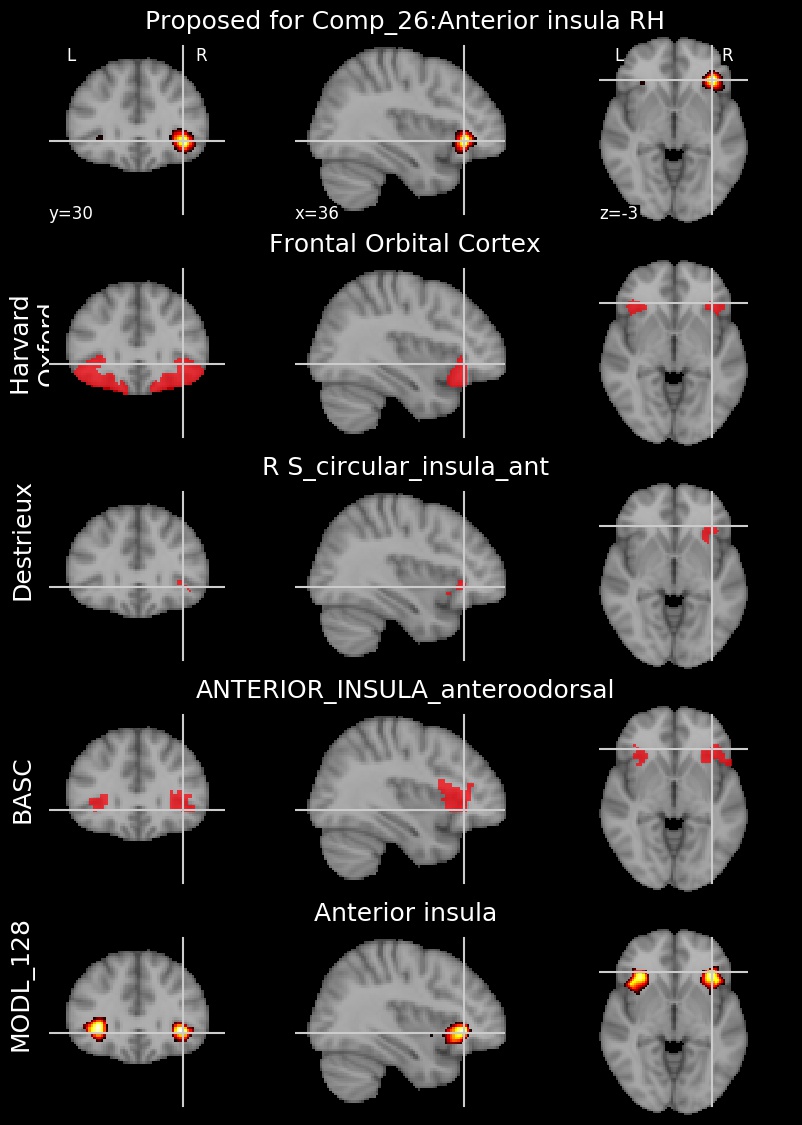 Proposed for Comp_26:Anterior insula RH
L R L R
y=30 x=36 z=-3
Frontal Orbital Cortex
Harvard
Oxford
R S_circular_insula_ant
Destrieux
ANTERIOR_INSULA_anteroodorsal
BASC
Anterior insula
MODL_128